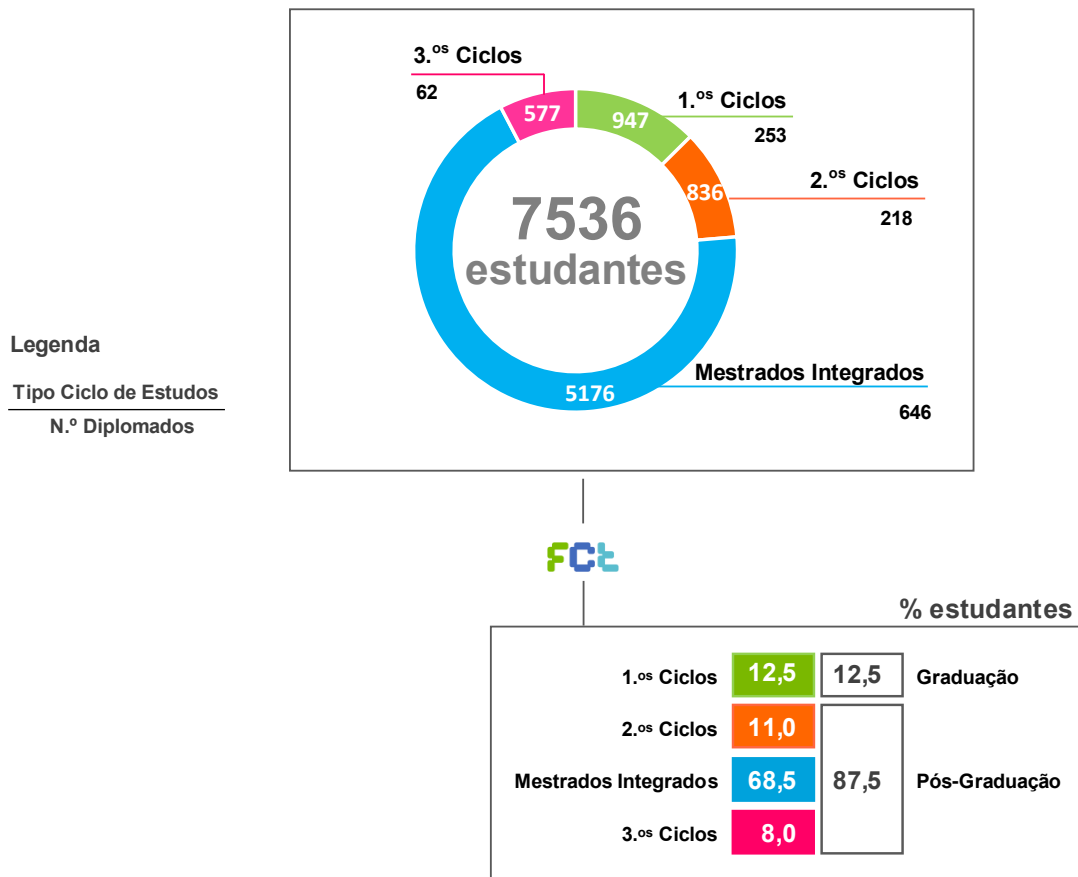 3.ºˢ Ciclos
62
577
947
1.ºˢ Ciclos
253
836
2.ºˢ Ciclos
218
7536
estudantes
Mestrados Integrados
646
5176
Legenda
Tipo Ciclo de Estudos
N.º Diplomados
FCt
% estudantes
1.ºˢ Ciclos 12,5 12,5 Graduação
2.ºˢ Ciclos 11,0
Mestrados Integrados 68,5 87,5 Pós-Graduação
3.ºˢ Ciclos 8,0